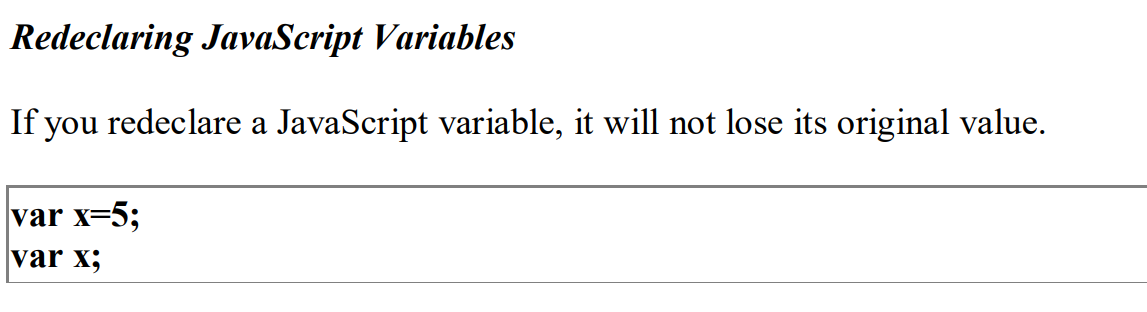 Redeclaring JavaScript Variables
If you redeclare a JavaScript variable, it will not lose its original value.
var x=5;
var x;